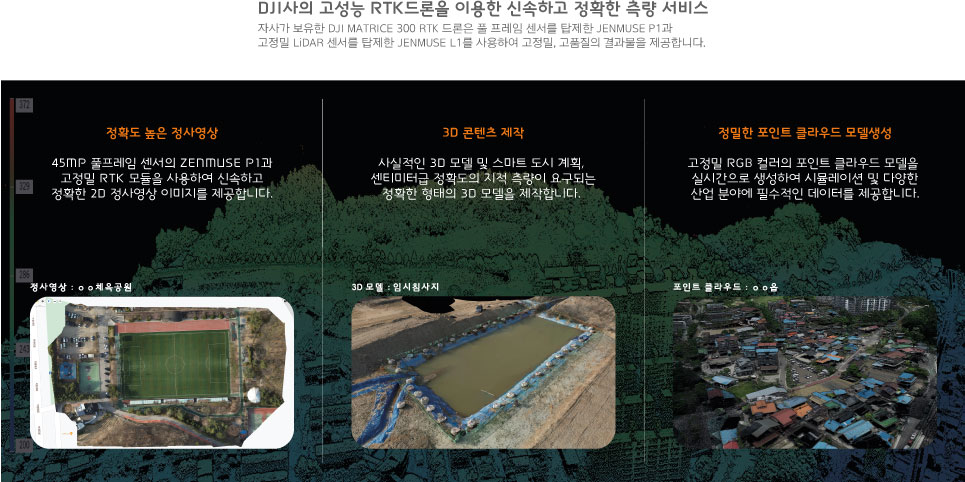 DJI사의 고성능 RTK드론을 이용한 신속하고 정확한 측량 서비스
자사가 보유한 DJI MATRICE 300 RTK 드론은 풀 프레임 센서를 탑제한 JENMUSE P1과
고정밀 LiDAR 센서를 탑제한 JENMUSE L1를 사용하여 고정밀, 고품질의 결과물을 제공합니다.
372
329
286
243
200
정확도 높은 정사영상
45MP 풀프레임 센서의 ZENMUSE P1과
고정밀 RTK 모듈을 사용하여 신속하고
정확한 2D 정사영상 이미지를 제공합니다.
정사영상 : ㅇㅇ체육공원
3D 콘텐츠 제작
사실적인 3D 모델 및 스마트 도시 계획,
센티미터급 정확도의 지적 측량이 요구되는
정확한 형태의 3D 모델을 제작합니다.
3D 모델 : 임시침사지
정밀한 포인트 클라우드 모델생성
고정밀 RGB 컬러의 포인트 클라우드 모델을
실시간으로 생성하여 시뮬레이션 및 다양한
산업 분야에 필수적인 데이터를 제공합니다.
포인트 클라우드 : ㅇㅇ읍